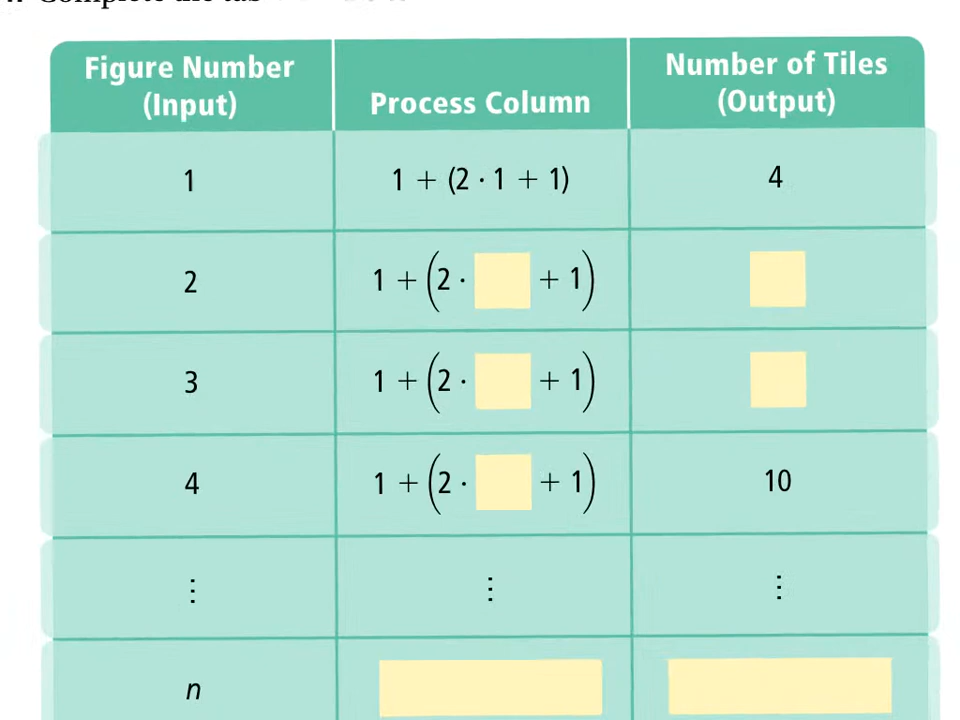 Figure Number
(Input)
Process Column
Number of Tiles
(Output)
1
1 + (2 · 1 + 1)
4
2
1 + (2 · + 1)
3
1 + (2 · + 1)
4
1 + (2 · + 1)
10
⋮ ⋮ ⋮
n